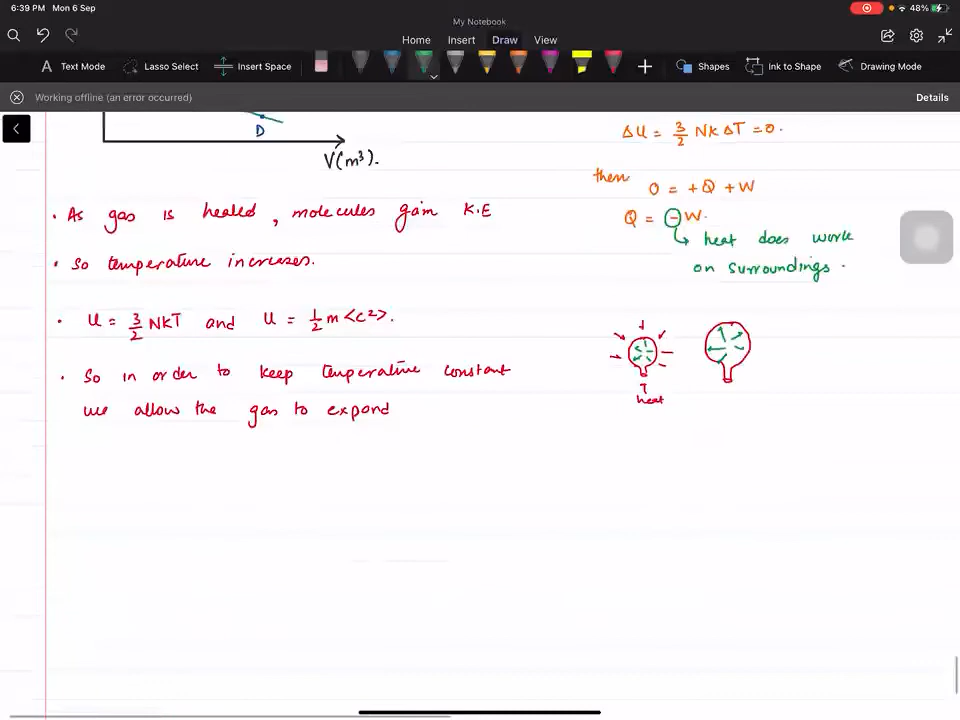 6:39 PM Mon 6 Sep
48%
My Notebook
Home Insert Draw View
Text Mode Lasso Select Insert Space Shapes Ink to Shape Drawing Mode
Working offline (an error occurred) Details
D
V(m³).
ΔU = 3/2 NkΔT = 0.
then
0 = +Q + W
Q = -W.
heat does work
on surroundings.
• As gas is heated, molecules gain K.E
• So temperature increases.
• U = 3/2 NkT and U = 1/2 m<c²>.
• So in order to keep temperative constant
we allow the gas to expand
heat